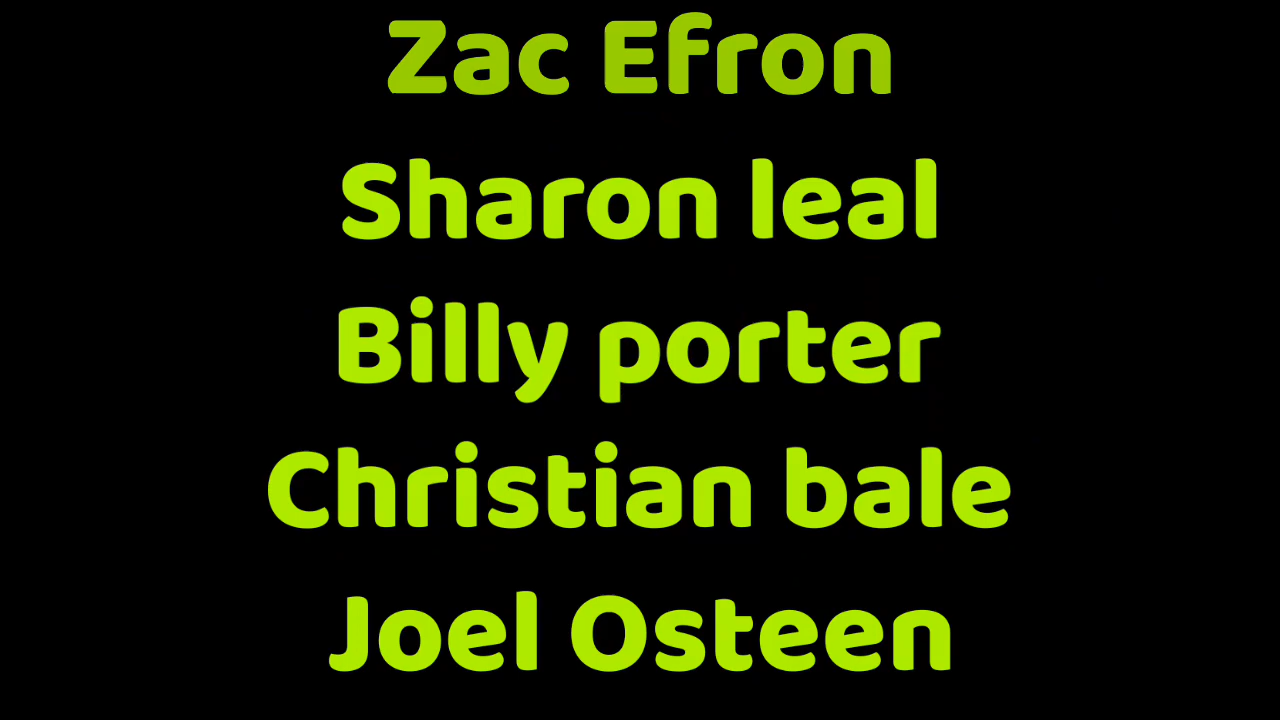 Zac Efron
Sharon leal
Billy porter
Christian bale
Joel Osteen